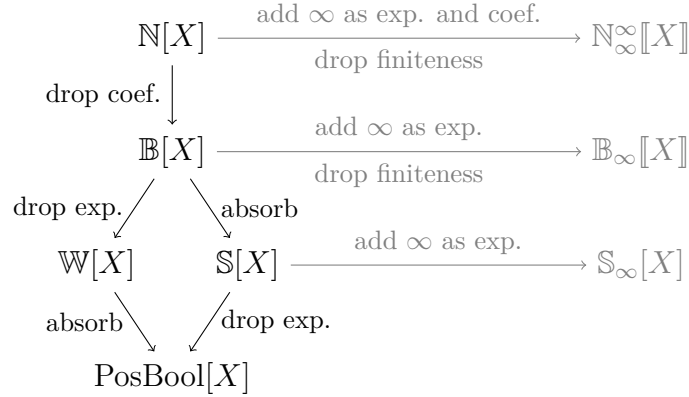 add ∞ as exp. and coef.
ℕ[X] ℕ∞∞⟦X⟧
drop finiteness
drop coef.
add ∞ as exp.
𝔹[X] 𝔹∞⟦X⟧
drop finiteness
drop exp. absorb
add ∞ as exp.
𝕎[X] 𝕊[X] 𝕊∞[X]
absorb drop exp.
PosBool[X]